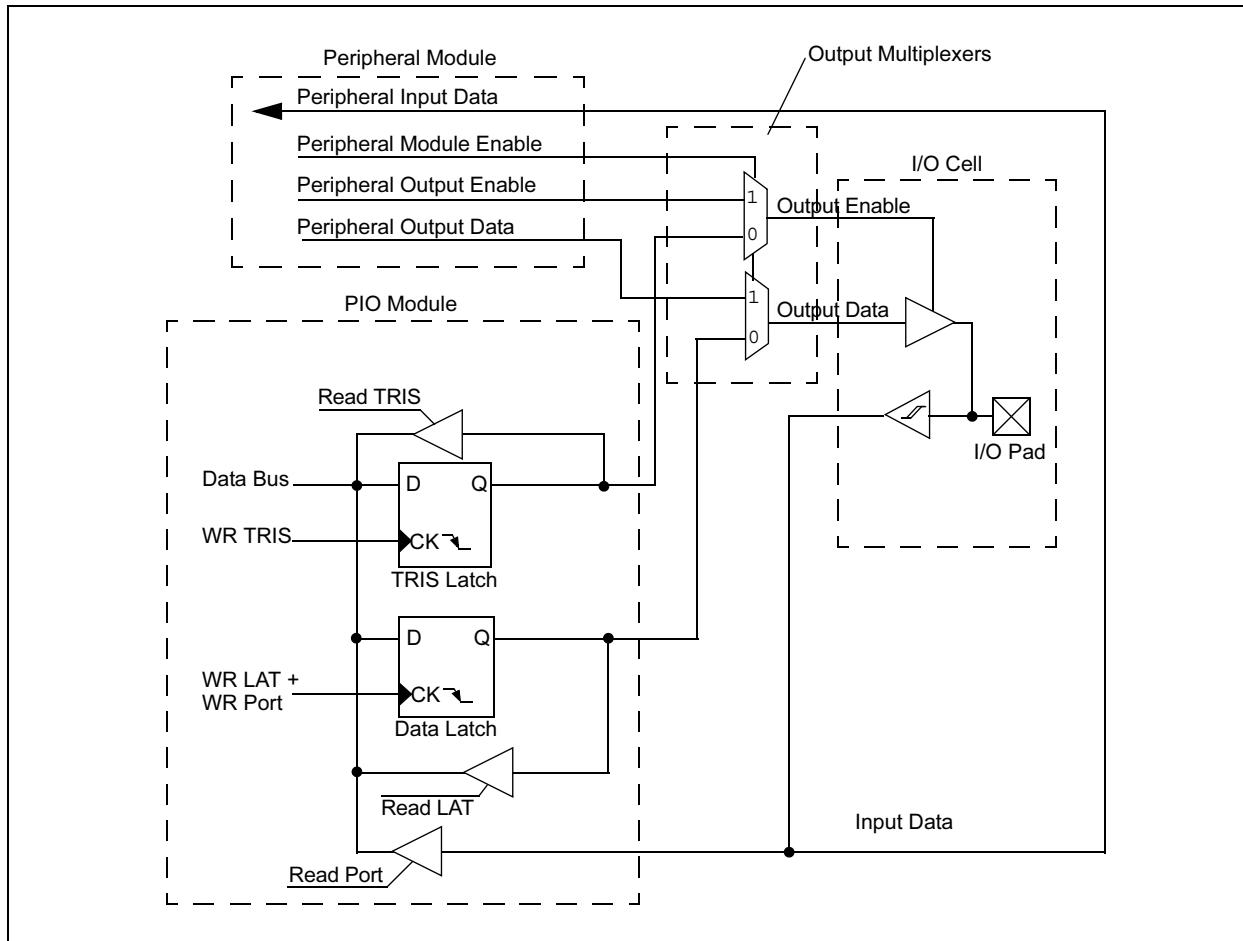 Peripheral Module
Output Multiplexers
Peripheral Input Data
Peripheral Module Enable
I/O Cell
Peripheral Output Enable
1
Output Enable
Peripheral Output Data
0
PIO Module
1
Output Data
0
Read TRIS
I/O Pad
Data Bus
D
Q
WR TRIS
CK
TRIS Latch
D
Q
WR LAT +
WR Port
CK
Data Latch
Read LAT
Input Data
Read Port